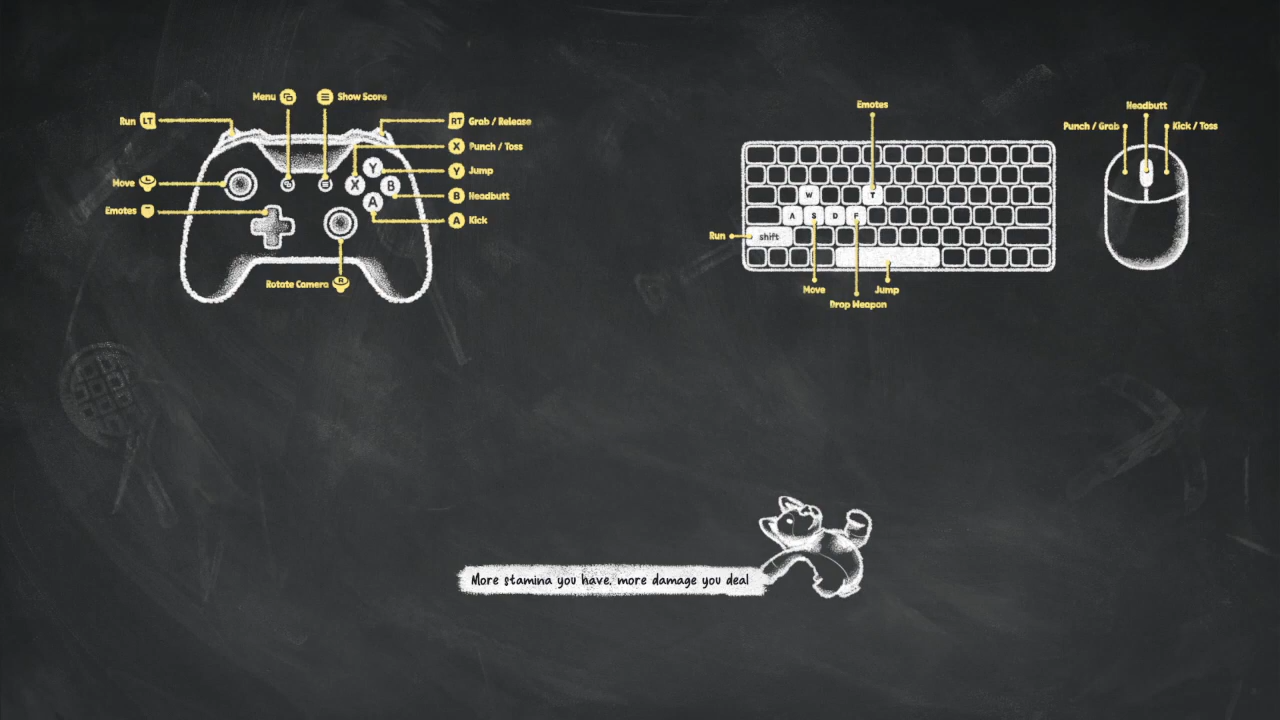 Menu
Show Score
Run LT
RT Grab / Release
X Punch / Toss
Y Jump
B Headbutt
A Kick
Move L
Emotes
Y
X
B
A
R
Rotate Camera
Emotes
W
T
A
S
D
F
Run
shift
Move
Jump
Drop Weapon
Headbutt
Punch / Grab
Kick / Toss
More stamina you have, more damage you deal